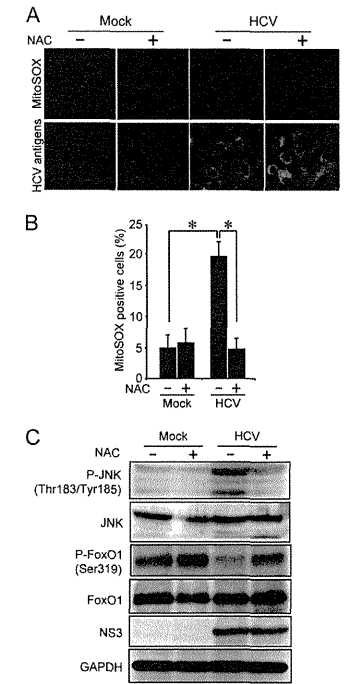 A
Mock HCV
NAC − + − +
MitoSOX
HCV antigens
B
MitoSOX positive cells (%)
25
20
15
10
5
0
* *
NAC − + − +
Mock HCV
C
Mock HCV
NAC − + − +
P-JNK
(Thr183/Tyr185)
JNK
P-FoxO1
(Ser319)
FoxO1
NS3
GAPDH